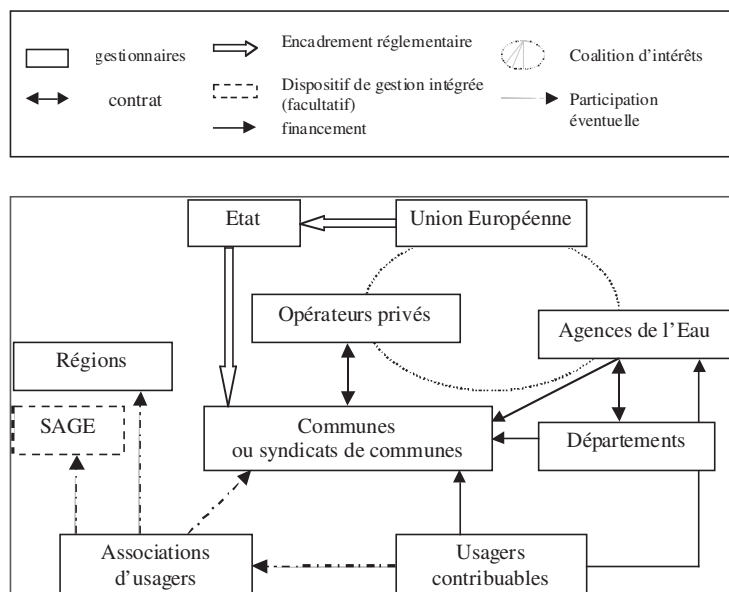 gestionnaires
Encadrement réglementaire
Coalition d'intérêts
contrat
Dispositif de gestion intégrée
(facultatif)
financement
Participation
éventuelle
Etat
Union Européenne
Opérateurs privés
Agences de l'Eau
Régions
SAGE
Communes
ou syndicats de communes
Départements
Associations
d'usagers
Usagers
contribuables